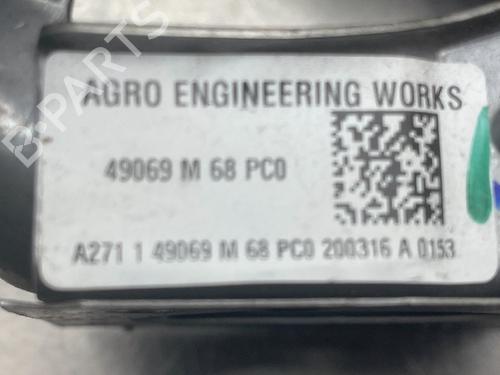 B-PARTS
AGRO ENGINEERING WORKS
49069 M 68 PC0
A271 1 49069 M 68 PC0 200316 A 0153